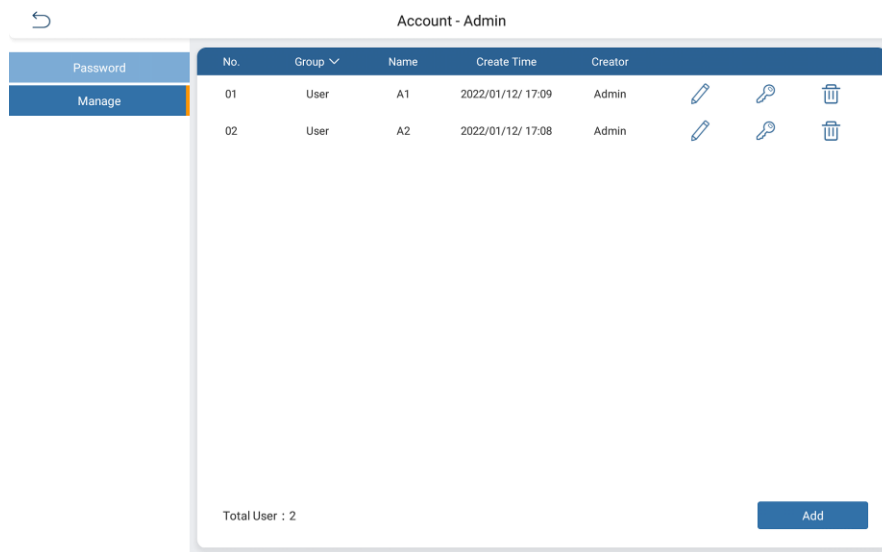 Account - Admin
Password
Manage
No. Group Name Create Time Creator
01 User A1 2022/01/12/ 17:09 Admin
02 User A2 2022/01/12/ 17:08 Admin
Total User : 2
Add